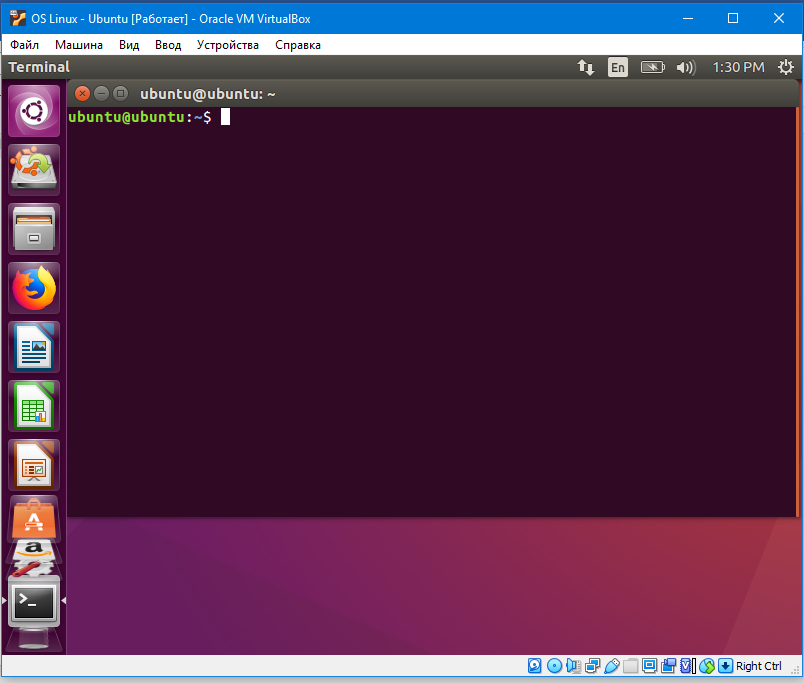 OS Linux - Ubuntu [Работает] - Oracle VM VirtualBox
Файл Машина Вид Ввод Устройства Справка
Terminal En 1:30 PM
ubuntu@ubuntu: ~
ubuntu@ubuntu:~$
A
a
>_
Right Ctrl